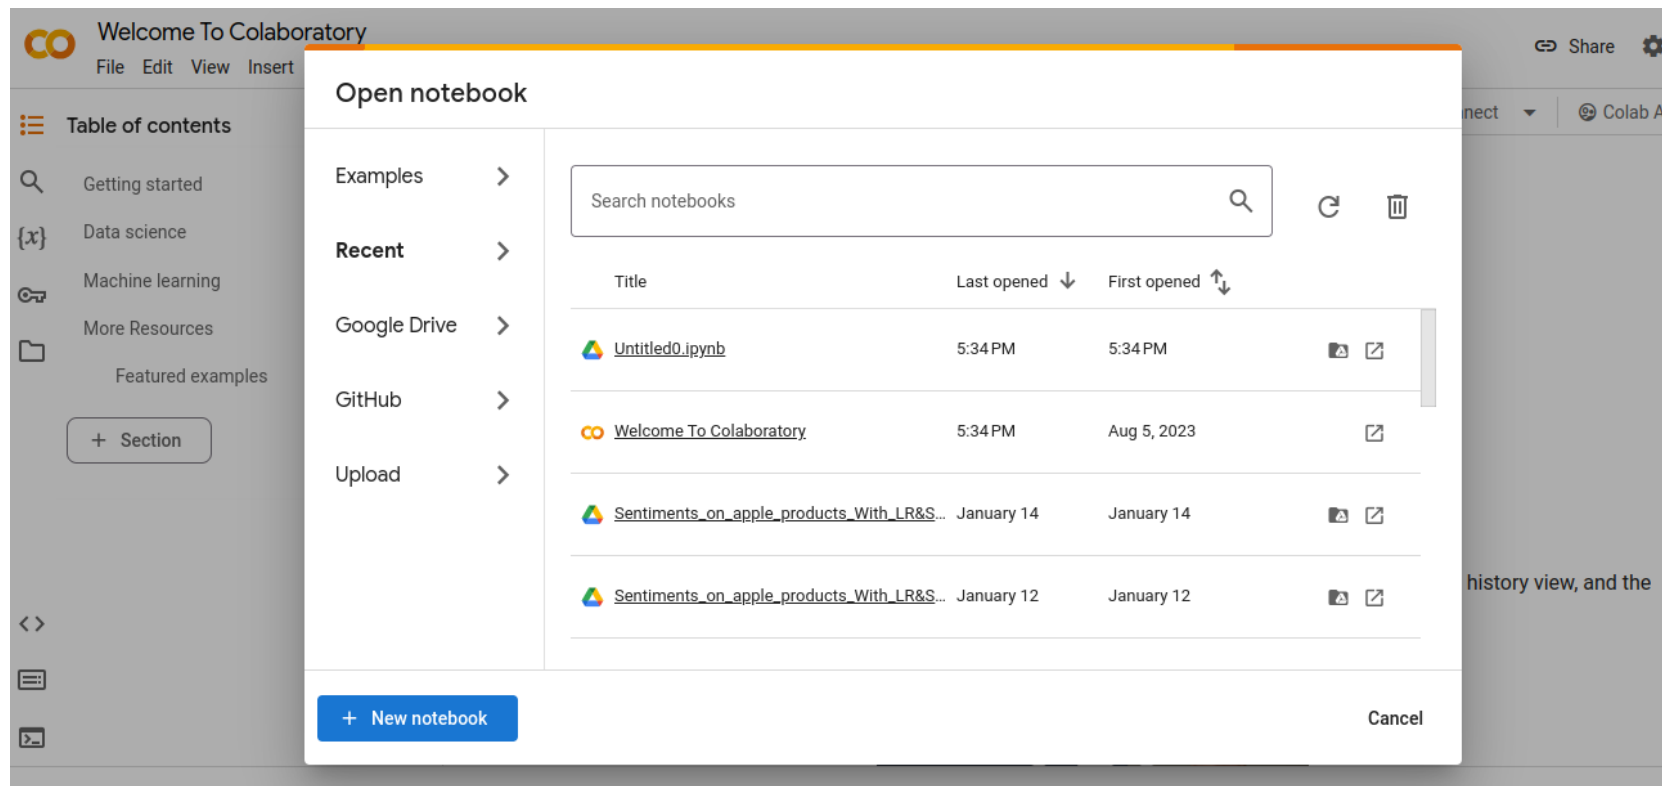 Welcome To Colaboratory
File Edit View Insert
Share
Table of contents
Getting started
Data science
Machine learning
More Resources
Featured examples
+ Section
{x}
Colab
Open notebook
Examples
Recent
Google Drive
GitHub
Upload
Search notebooks
Title Last opened First opened
Untitled0.ipynb 5:34 PM 5:34 PM
Welcome To Colaboratory 5:34 PM Aug 5, 2023
Sentiments_on_apple_products_With_LR&S... January 14 January 14
Sentiments_on_apple_products_With_LR&S... January 12 January 12
history view, and the
+ New notebook
Cancel